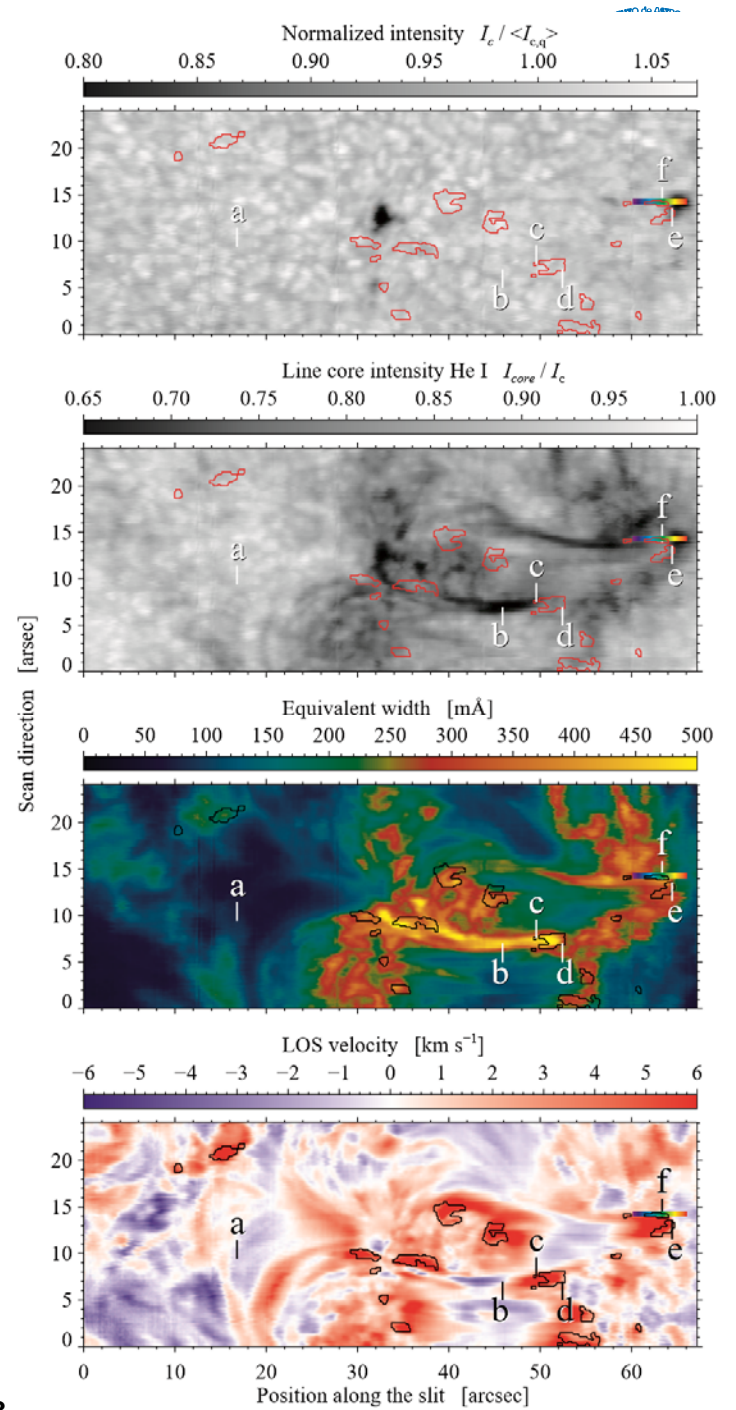 Normalized intensity I_c / <I_c,q>
0.80 0.85 0.90 0.95 1.00 1.05
20
15
10
5
0
a
b
c
d
e
f
Line core intensity He I I_core / I_c
0.65 0.70 0.75 0.80 0.85 0.90 0.95 1.00
20
15
10
5
0
a
b
c
d
e
f
Scan direction [arsec]
Equivalent width [mÅ]
0 50 100 150 200 250 300 350 400 450 500
20
15
10
5
0
a
b
c
d
e
f
LOS velocity [km s⁻¹]
−6 −5 −4 −3 −2 −1 0 1 2 3 4 5 6
20
15
10
5
0
a
b
c
d
e
f
0 10 20 30 40 50 60
Position along the slit [arcsec]